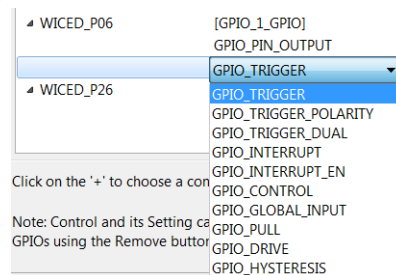 WICED_P06 [GPIO_1_GPIO]
GPIO_PIN_OUTPUT
GPIO_TRIGGER
WICED_P26 GPIO_TRIGGER
GPIO_TRIGGER_POLARITY
GPIO_TRIGGER_DUAL
GPIO_INTERRUPT
GPIO_INTERRUPT_EN
GPIO_CONTROL
GPIO_GLOBAL_INPUT
GPIO_PULL
GPIO_DRIVE
GPIO_HYSTERESIS
Click on the '+' to choose a con
Note: Control and its Setting ca
GPIOs using the Remove button